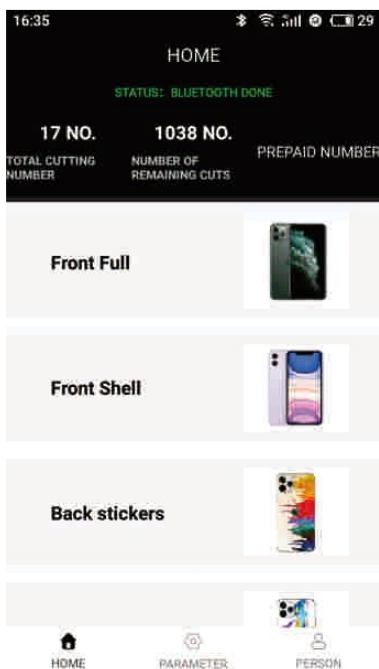 16:35
29
HOME
STATUS: BLUETOOTH DONE
17 NO.
1038 NO.
PREPAID NUMBER
TOTAL CUTTING
NUMBER
NUMBER OF
REMAINING CUTS
Front Full
Front Shell
Back stickers
HOME
PARAMETER
PERSON